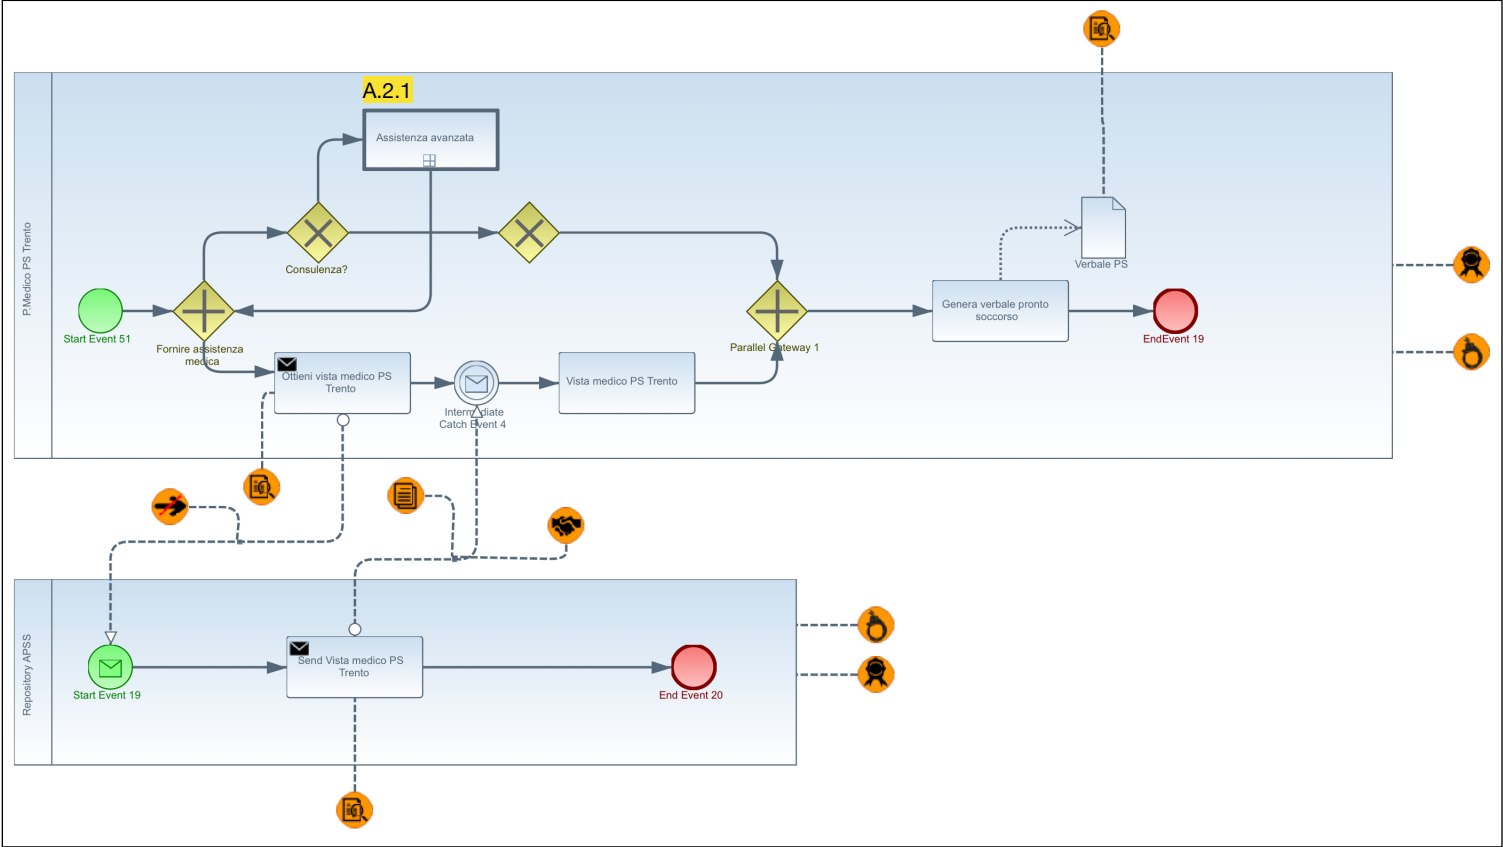 A.2.1
Assistenza avanzata
P.Medico PS Trento
Consulenza?
Verbale PS
Start Event 51
Fornire assistenza
medica
Genera verbale pronto
soccorso
EndEvent 19
Parallel Gateway 1
Ottieni vista medico PS
Trento
Intermediate
Catch Event 4
Vista medico PS Trento
Repository APSS
Start Event 19
Send Vista medico PS
Trento
End Event 20